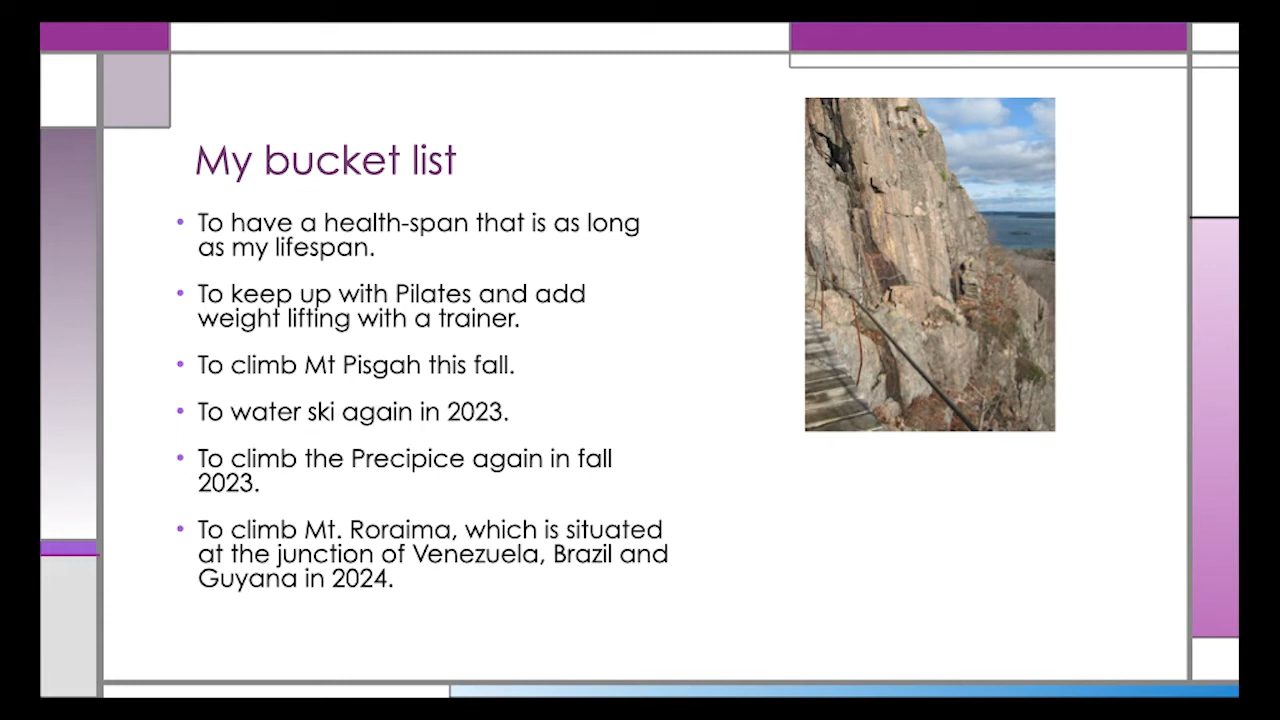 My bucket list
• To have a health-span that is as long
as my lifespan.
• To keep up with Pilates and add
weight lifting with a trainer.
• To climb Mt Pisgah this fall.
• To water ski again in 2023.
• To climb the Precipice again in fall
2023.
• To climb Mt. Roraima, which is situated
at the junction of Venezuela, Brazil and
Guyana in 2024.